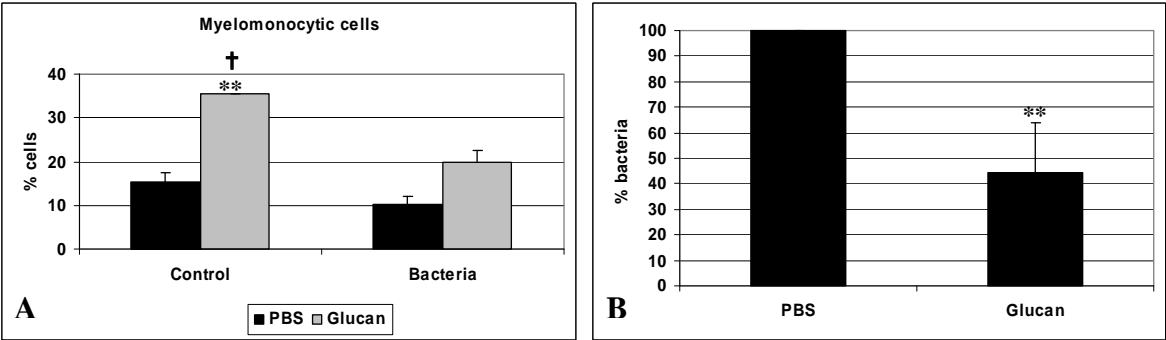 Myelomonocytic cells
†
**
40
30
20
10
0
% cells
Control Bacteria
A
PBS Glucan
100
90
80
70
60
50
40
30
20
10
0
% bacteria
**
PBS Glucan
B